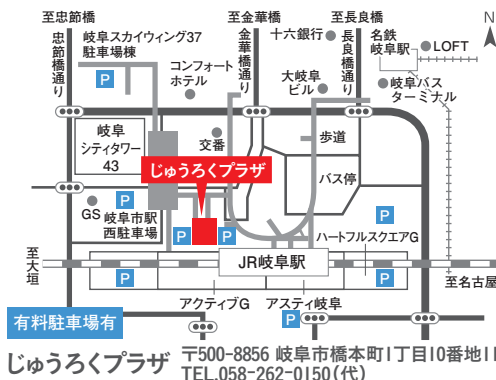 至忠節橋
至金華橋
至長良橋
N
忠節橋通り
岐阜スカイウィング37
駐車場棟
P
コンフォート
ホテル
金華橋通り
十六銀行
長良橋通り
名鉄
岐阜駅
LOFT
大岐阜
ビル
岐阜バス
ターミナル
岐阜
シティタワー
43
交番
歩道
じゅうろくプラザ
バス停
GS
P
岐阜市駅
西駐車場
P
P
P
ハートフルスクエアG
至大垣
JR岐阜駅
P
P
至名古屋
アクティブG
アスティ岐阜
P
有料駐車場有
じゅうろくプラザ
〒500-8856 岐阜市橋本町1丁目10番地11
TEL.058-262-0150(代)